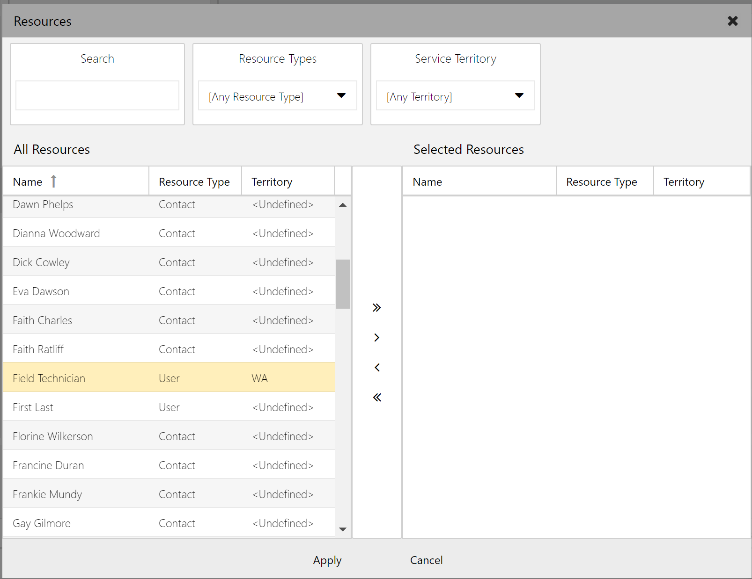 Resources
Search
Resource Types
Service Territory
{Any Resource Type}
{Any Territory}
All Resources
Selected Resources
Name Resource Type Territory
Name Resource Type Territory
Dawn Phelps Contact <Undefined>
Dianna Woodward Contact <Undefined>
Dick Cowley Contact <Undefined>
Eva Dawson Contact <Undefined>
Faith Charles Contact <Undefined>
Faith Ratliff Contact <Undefined>
Field Technician User WA
First Last User <Undefined>
Florine Wilkerson Contact <Undefined>
Francine Duran Contact <Undefined>
Frankie Mundy Contact <Undefined>
Gay Gilmore Contact <Undefined>
Apply Cancel